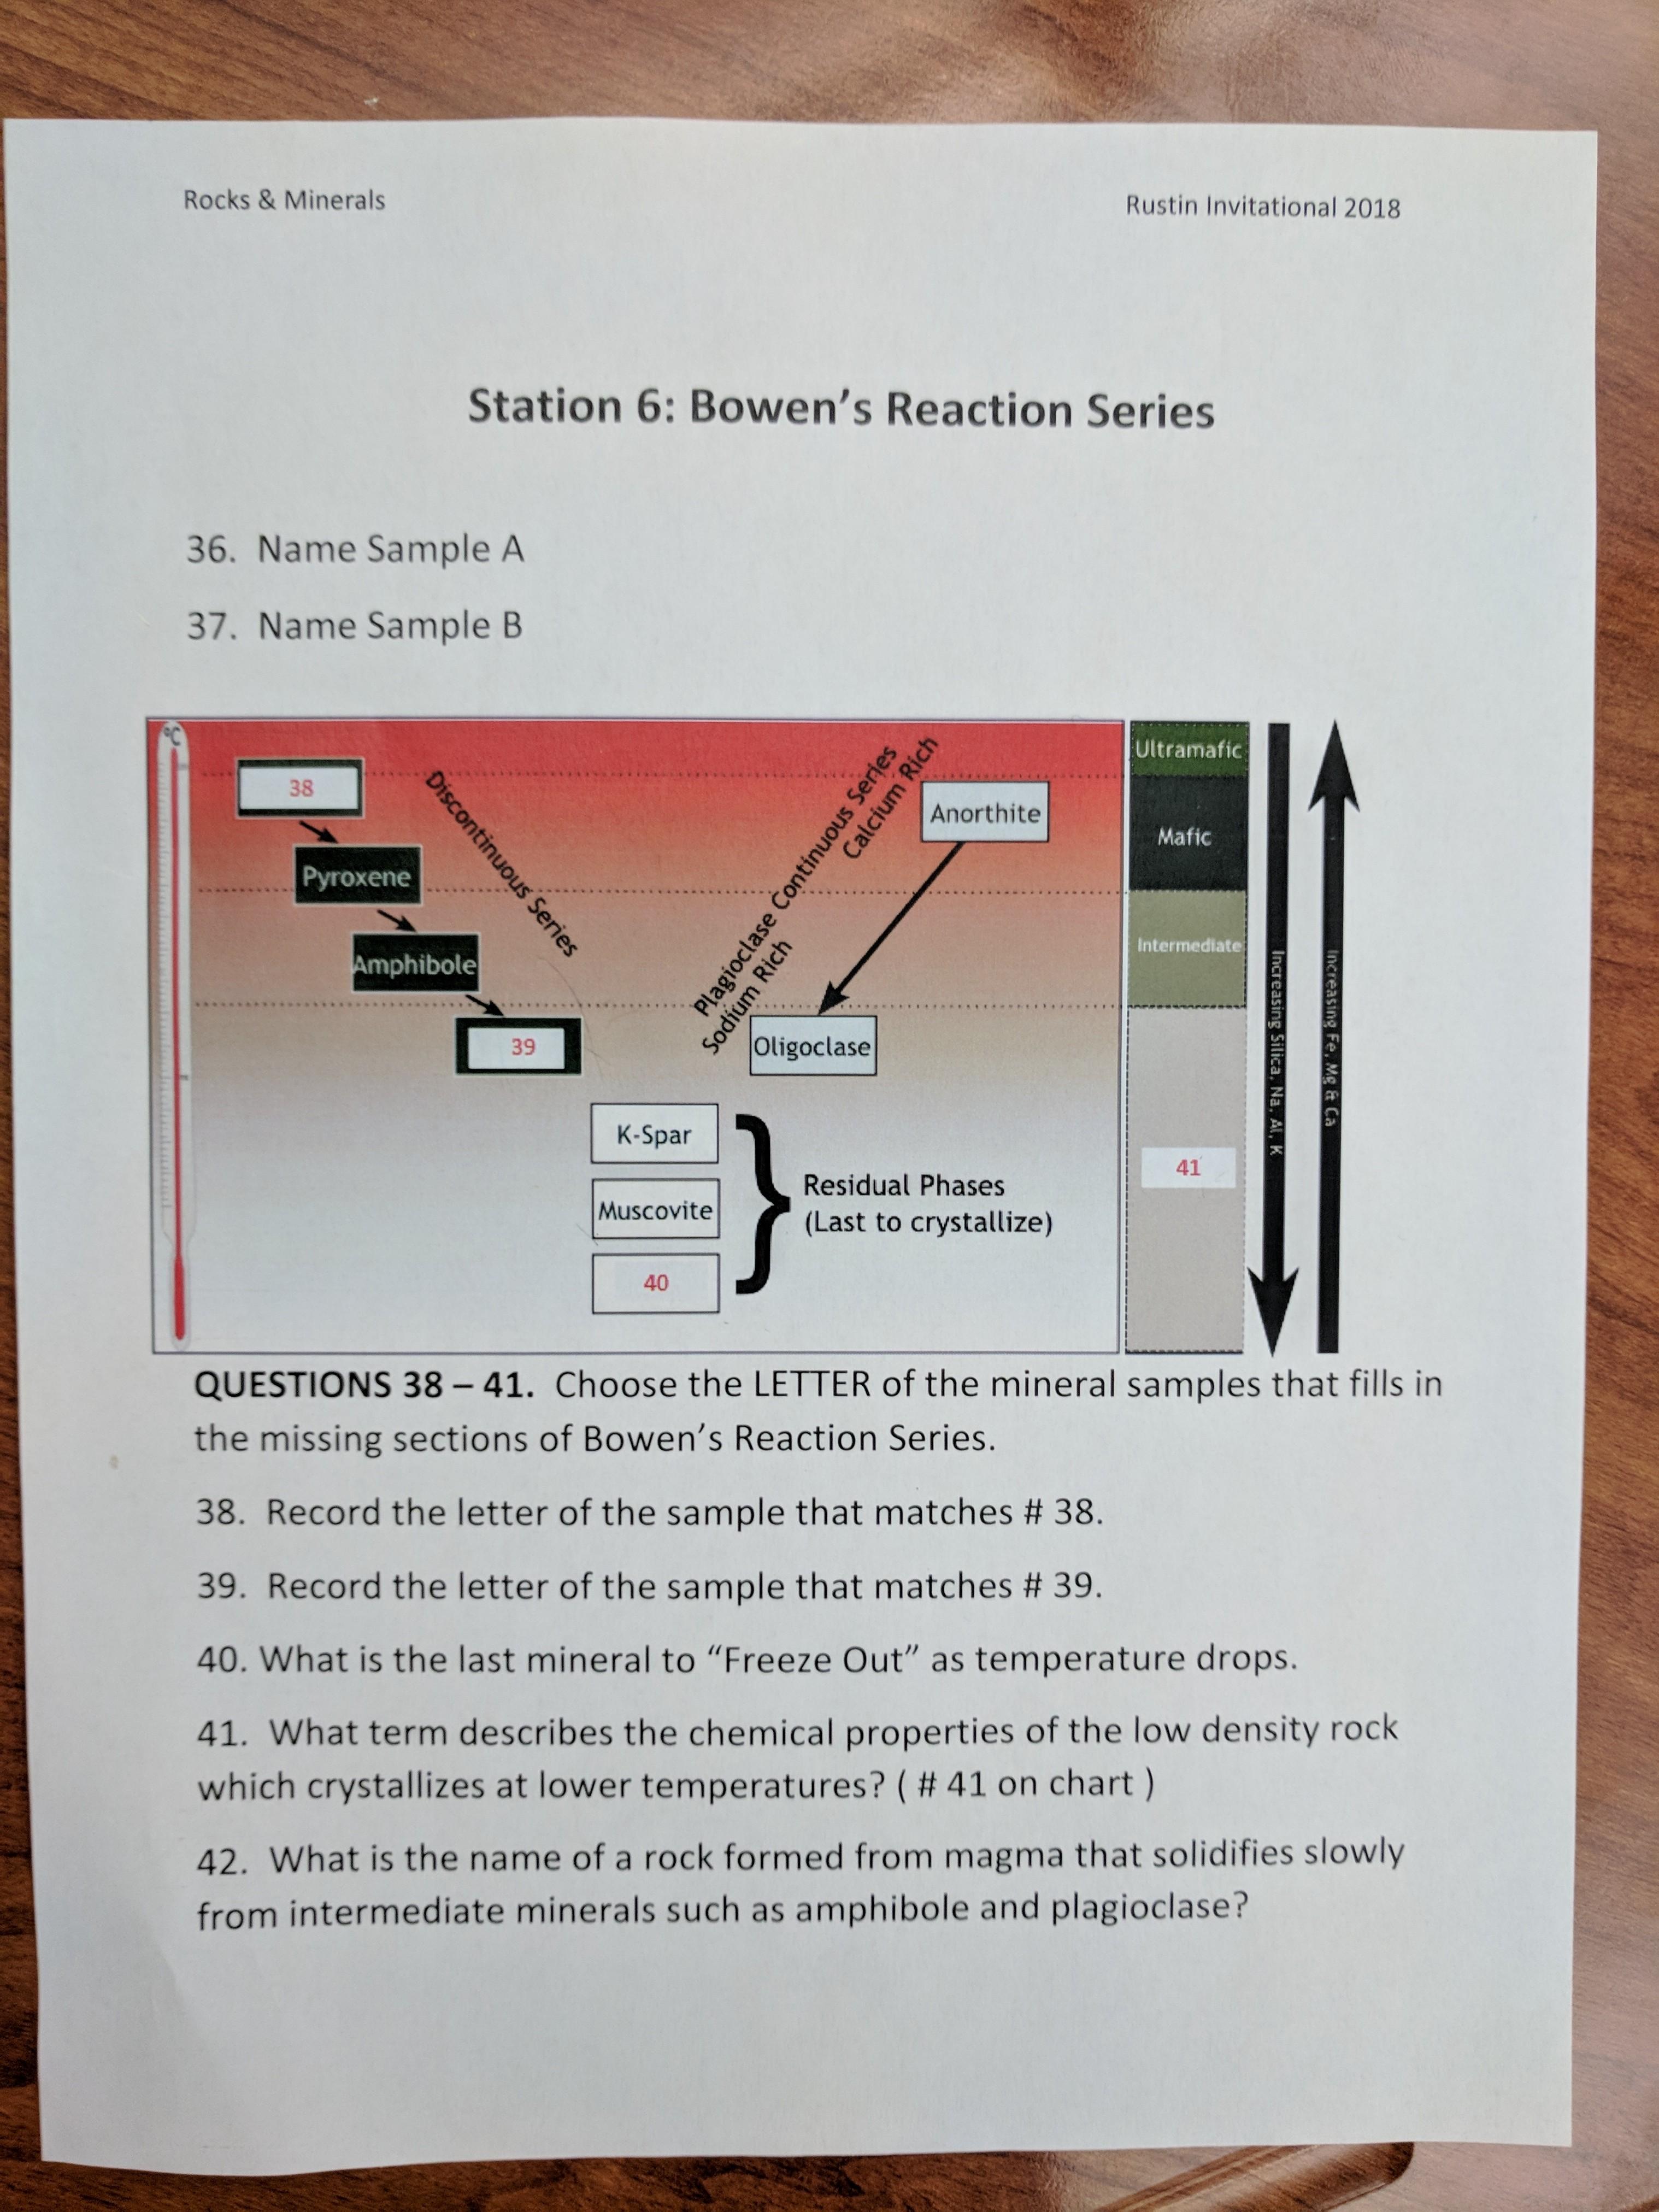 Rocks & Minerals
Rustin Invitational 2018
Station 6: Bowen's Reaction Series
36. Name Sample A
37. Name Sample B
°C
38
Pyroxene
Amphibole
39
Discontinuous Series
Plagioclase Continuous Series
Calcium Rich
Sodium Rich
Anorthite
Oligoclase
K-Spar
Muscovite
40
Residual Phases
(Last to crystallize)
Ultramafic
Mafic
Intermediate
41
Increasing Silica, Na, Al, K
Increasing Fe, Mg & Ca
QUESTIONS 38 – 41. Choose the LETTER of the mineral samples that fills in
the missing sections of Bowen's Reaction Series.
38. Record the letter of the sample that matches # 38.
39. Record the letter of the sample that matches # 39.
40. What is the last mineral to “Freeze Out” as temperature drops.
41. What term describes the chemical properties of the low density rock
which crystallizes at lower temperatures? ( # 41 on chart )
42. What is the name of a rock formed from magma that solidifies slowly
from intermediate minerals such as amphibole and plagioclase?